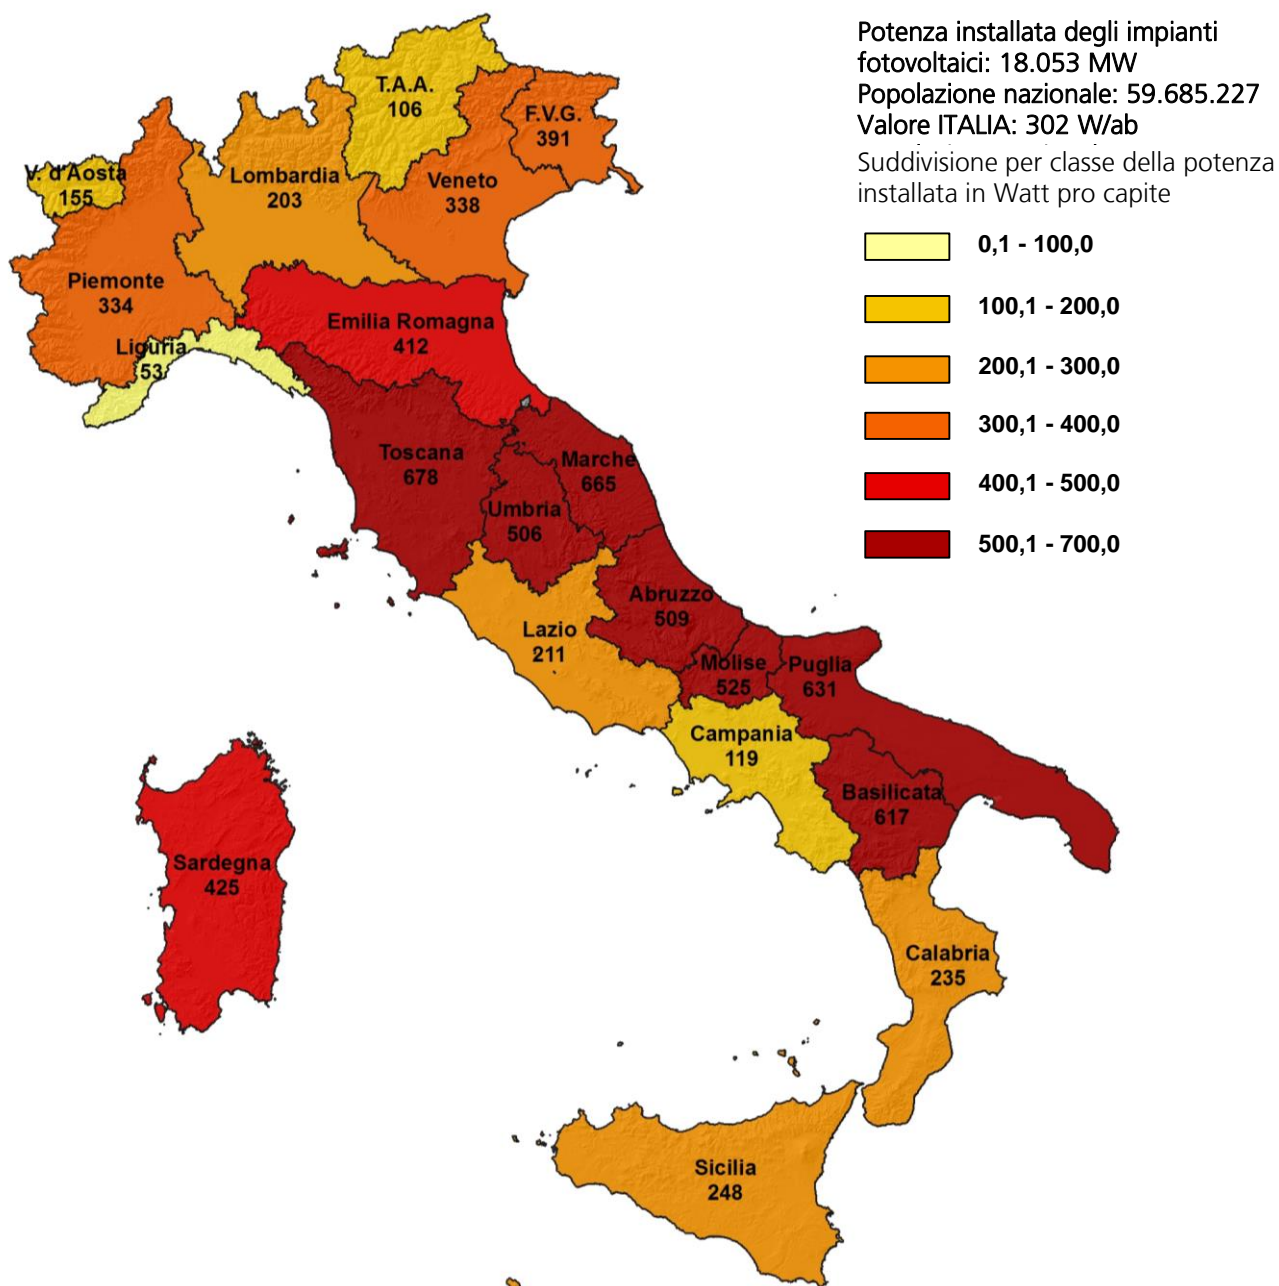 Potenza installata degli impianti
fotovoltaici: 18.053 MW
Popolazione nazionale: 59.685.227
Valore ITALIA: 302 W/ab
Suddivisione per classe della potenza
installata in Watt pro capite
0,1 - 100,0
100,1 - 200,0
200,1 - 300,0
300,1 - 400,0
400,1 - 500,0
500,1 - 700,0
T.A.A.
106
F.V.G.
391
V. d'Aosta
155
Lombardia
203
Veneto
338
Piemonte
334
Emilia Romagna
412
Liguria
53
Toscana
678
Marche
665
Umbria
506
Abruzzo
509
Lazio
211
Molise
525
Puglia
631
Campania
119
Basilicata
617
Sardegna
425
Calabria
235
Sicilia
248